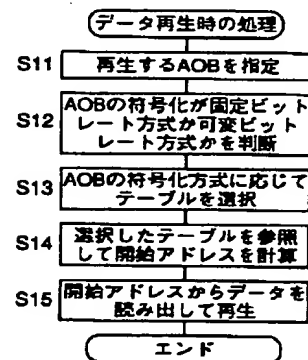 データ再生時の処理
S11
再生するAOBを指定
S12
AOBの符号化が固定ビット
レート方式か可変ビット
レート方式かを判断
S13
AOBの符号化方式に応じて
テーブルを選択
S14
選択したテーブルを参照
して開始アドレスを計算
S15
開始アドレスからデータを
読み出して再生
エンド